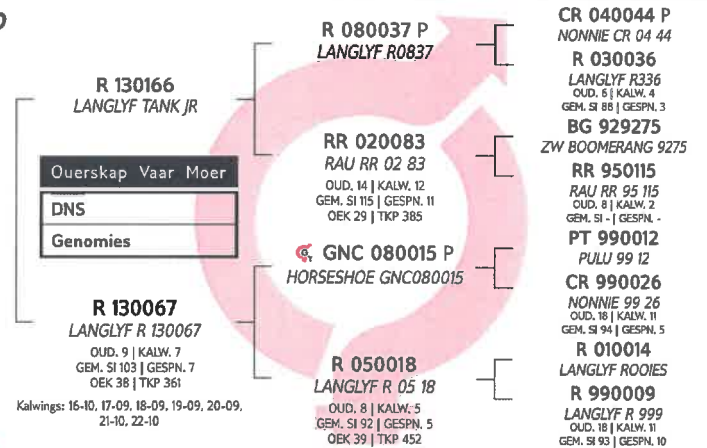 R 130166
LANGLYF TANK JR
Ouerskap Vaar Moer
DNS
Genomies
R 130067
LANGLYF R 130067
OUD. 9 | KALW. 7
GEM. SI 103 | GESPN. 7
OEK 38 | TKP 361
Kalwings: 16-10, 17-09, 18-09, 19-09, 20-09,
21-10, 22-10
R 080037 P
LANGLYF R0837
RR 020083
RAU RR 02 83
OUD. 14 | KALW. 12
GEM. SI 115 | GESPN. 11
OEK 29 | TKP 385
GNC 080015 P
HORSESHOE GNC080015
R 050018
LANGLYF R 05 18
OUD. 8 | KALW. 5
GEM. SI 92 | GESPN. 5
OEK 39 | TKP 452
CR 040044 P
NONNIE CR 04 44
R 030036
LANGLYF R336
OUD. 6 | KALW. 4
GEM. SI 88 | GESPN. 3
BG 929275
ZW BOOMERANG 9275
RR 950115
RAU RR 95 115
OUD. 8 | KALW. 2
GEM. SI - | GESPN. -
PT 990012
PULU 99 12
CR 990026
NONNIE 99 26
OUD. 18 | KALW. 11
GEM. SI 94 | GESPN. 5
R 010014
LANGLYF ROOIES
R 990009
LANGLYF R 999
OUD. 18 | KALW. 11
GEM. SI 93 | GESPN. 10